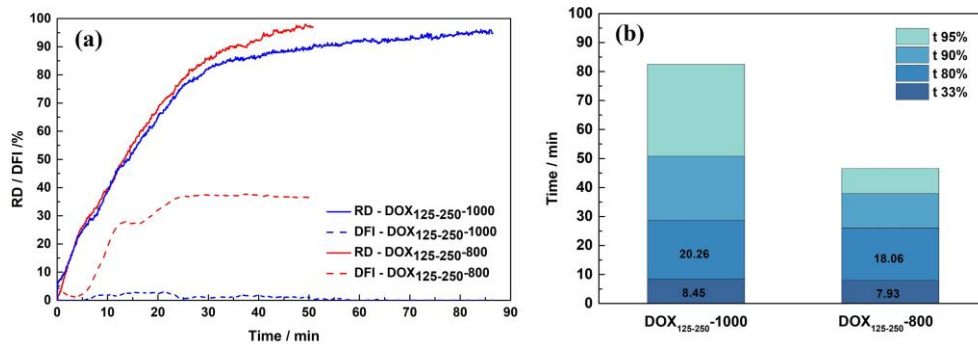 (a)
100
90
80
70
60
50
40
30
20
10
0
RD / DFI /%
RD - DOX125-250-1000
DFI - DOX125-250-1000
RD - DOX125-250-800
DFI - DOX125-250-800
0 10 20 30 40 50 60 70 80 90
Time / min
(b)
100
90
80
70
60
50
40
30
20
10
0
Time / min
t 95%
t 90%
t 80%
t 33%
20.26 18.06
8.45 7.93
DOX125-250-1000 DOX125-250-800